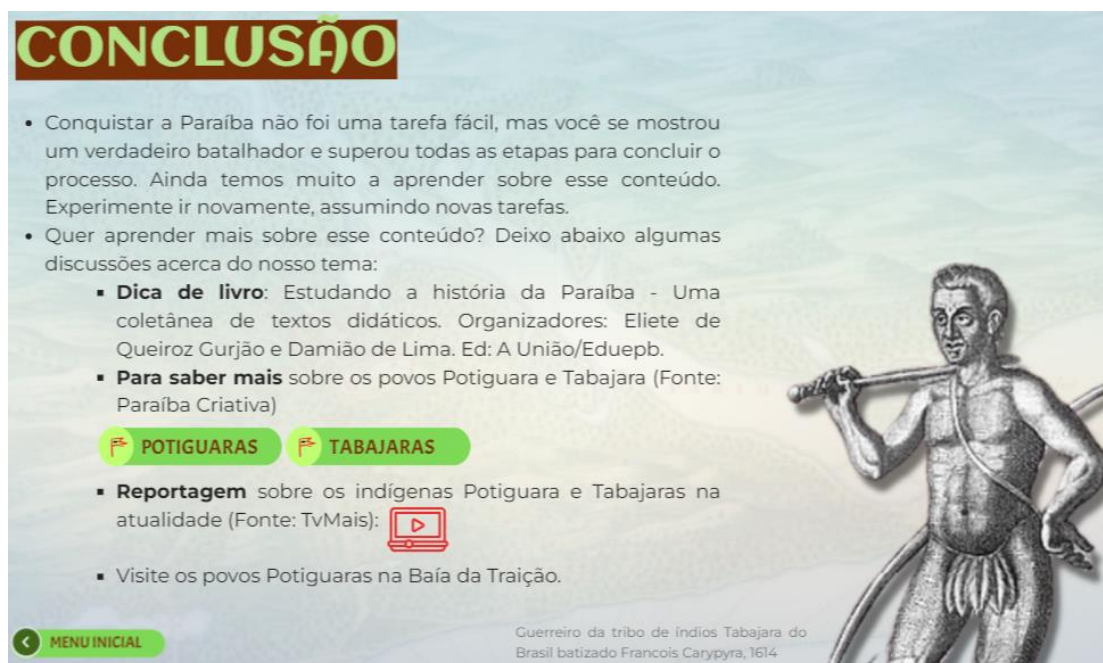 CONCLUSÃO
• Conquistar a Paraíba não foi uma tarefa fácil, mas você se mostrou
um verdadeiro batalhador e superou todas as etapas para concluir o
processo. Ainda temos muito a aprender sobre esse conteúdo.
Experimente ir novamente, assumindo novas tarefas.
• Quer aprender mais sobre esse conteúdo? Deixo abaixo algumas
discussões acerca do nosso tema:
▪ Dica de livro: Estudando a história da Paraíba - Uma
coletânea de textos didáticos. Organizadores: Eliete de
Queiroz Gurjão e Damião de Lima. Ed: A União/Eduepb.
▪ Para saber mais sobre os povos Potiguara e Tabajara (Fonte:
Paraíba Criativa)
POTIGUARAS TABAJARAS
▪ Reportagem sobre os indígenas Potiguara e Tabajaras na
atualidade (Fonte: TvMais):
▪ Visite os povos Potiguaras na Baía da Traição.
MENU INICIAL
Guerreiro da tribo de índios Tabajara do
Brasil batizado Francois Carypyra, 1614